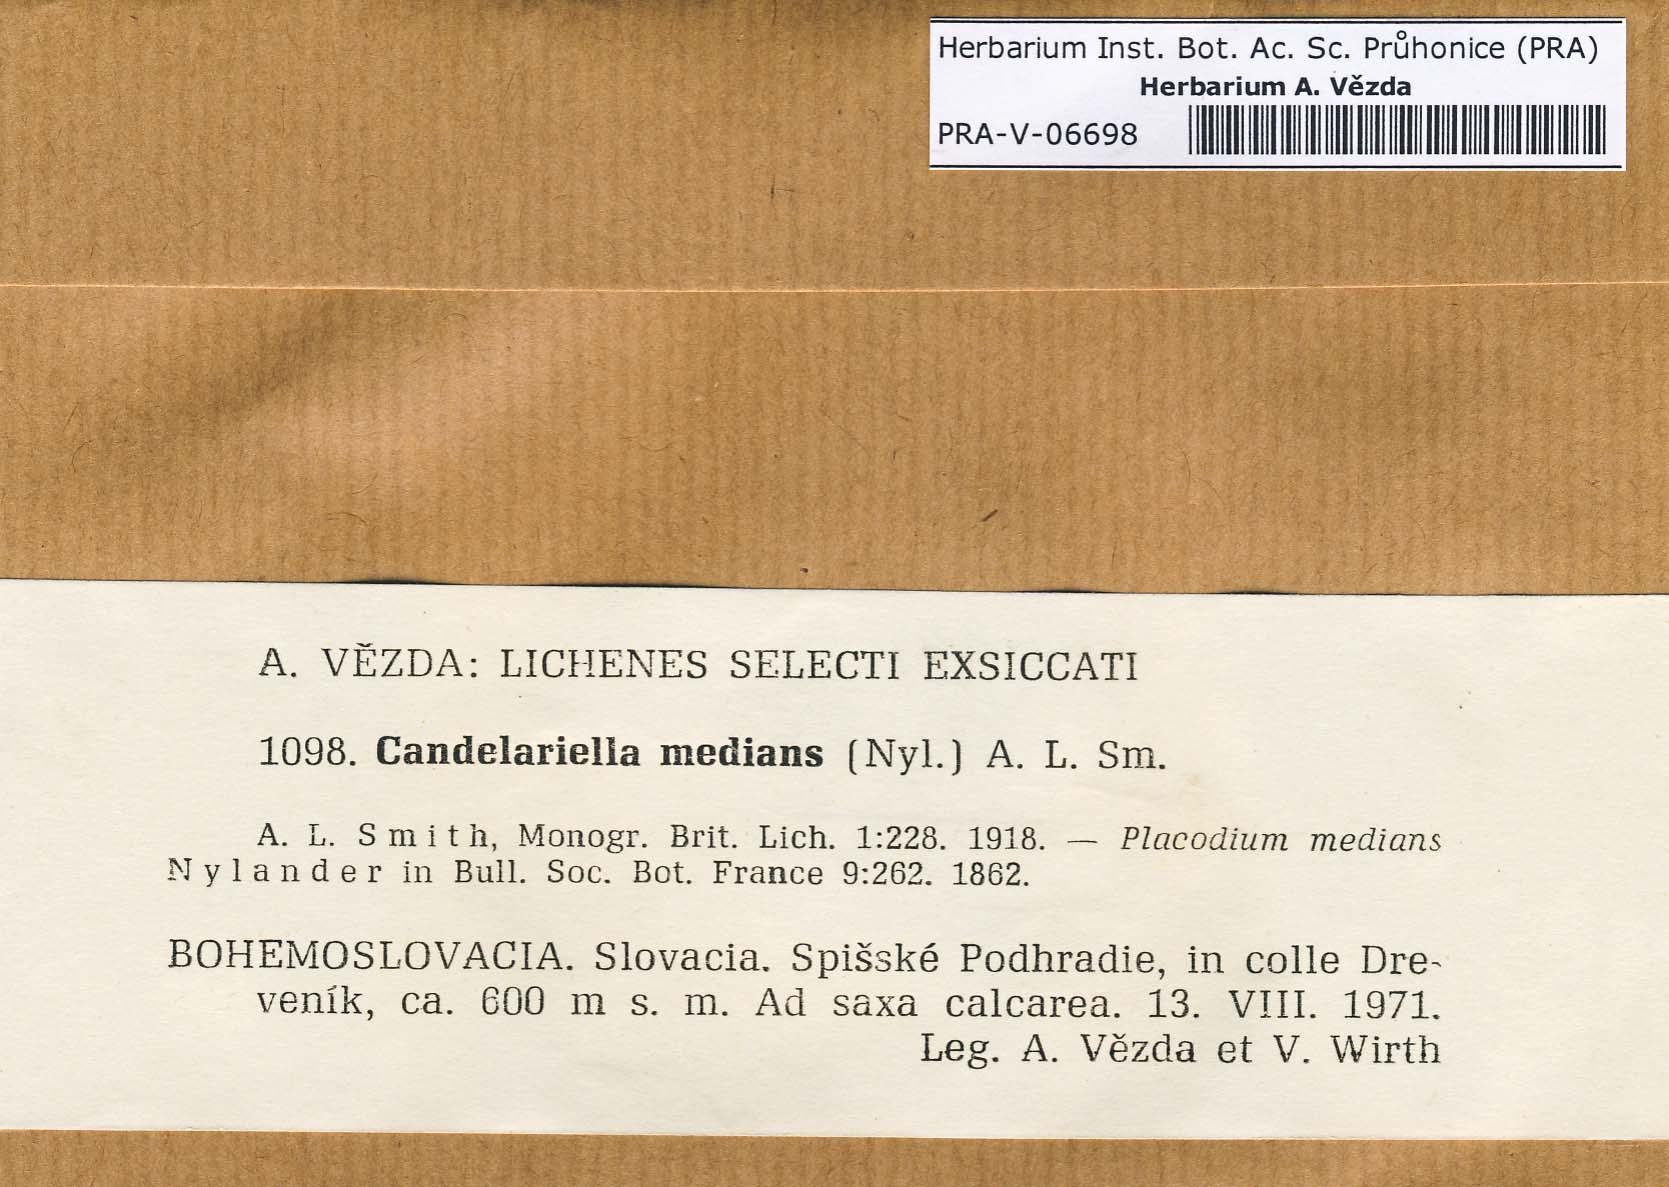 Herbarium Inst. Bot. Ac. Sc. Průhonice (PRA)
Herbarium A. Vězda
PRA-V-06698
A. VĚZDA: LICHENES SELECTI EXSICCATI
1098. Candelariella medians (Nyl.) A. L. Sm.
A. L. Smith, Monogr. Brit. Lich. 1:228. 1918. — Placodium medians
Nylander in Bull. Soc. Bot. France 9:262. 1862.
BOHEMOSLOVACIA. Slovacia. Spišské Podhradie, in colle Dre-
veník, ca. 600 m s. m. Ad saxa calcarea. 13. VIII. 1971.
Leg. A. Vězda et V. Wirth